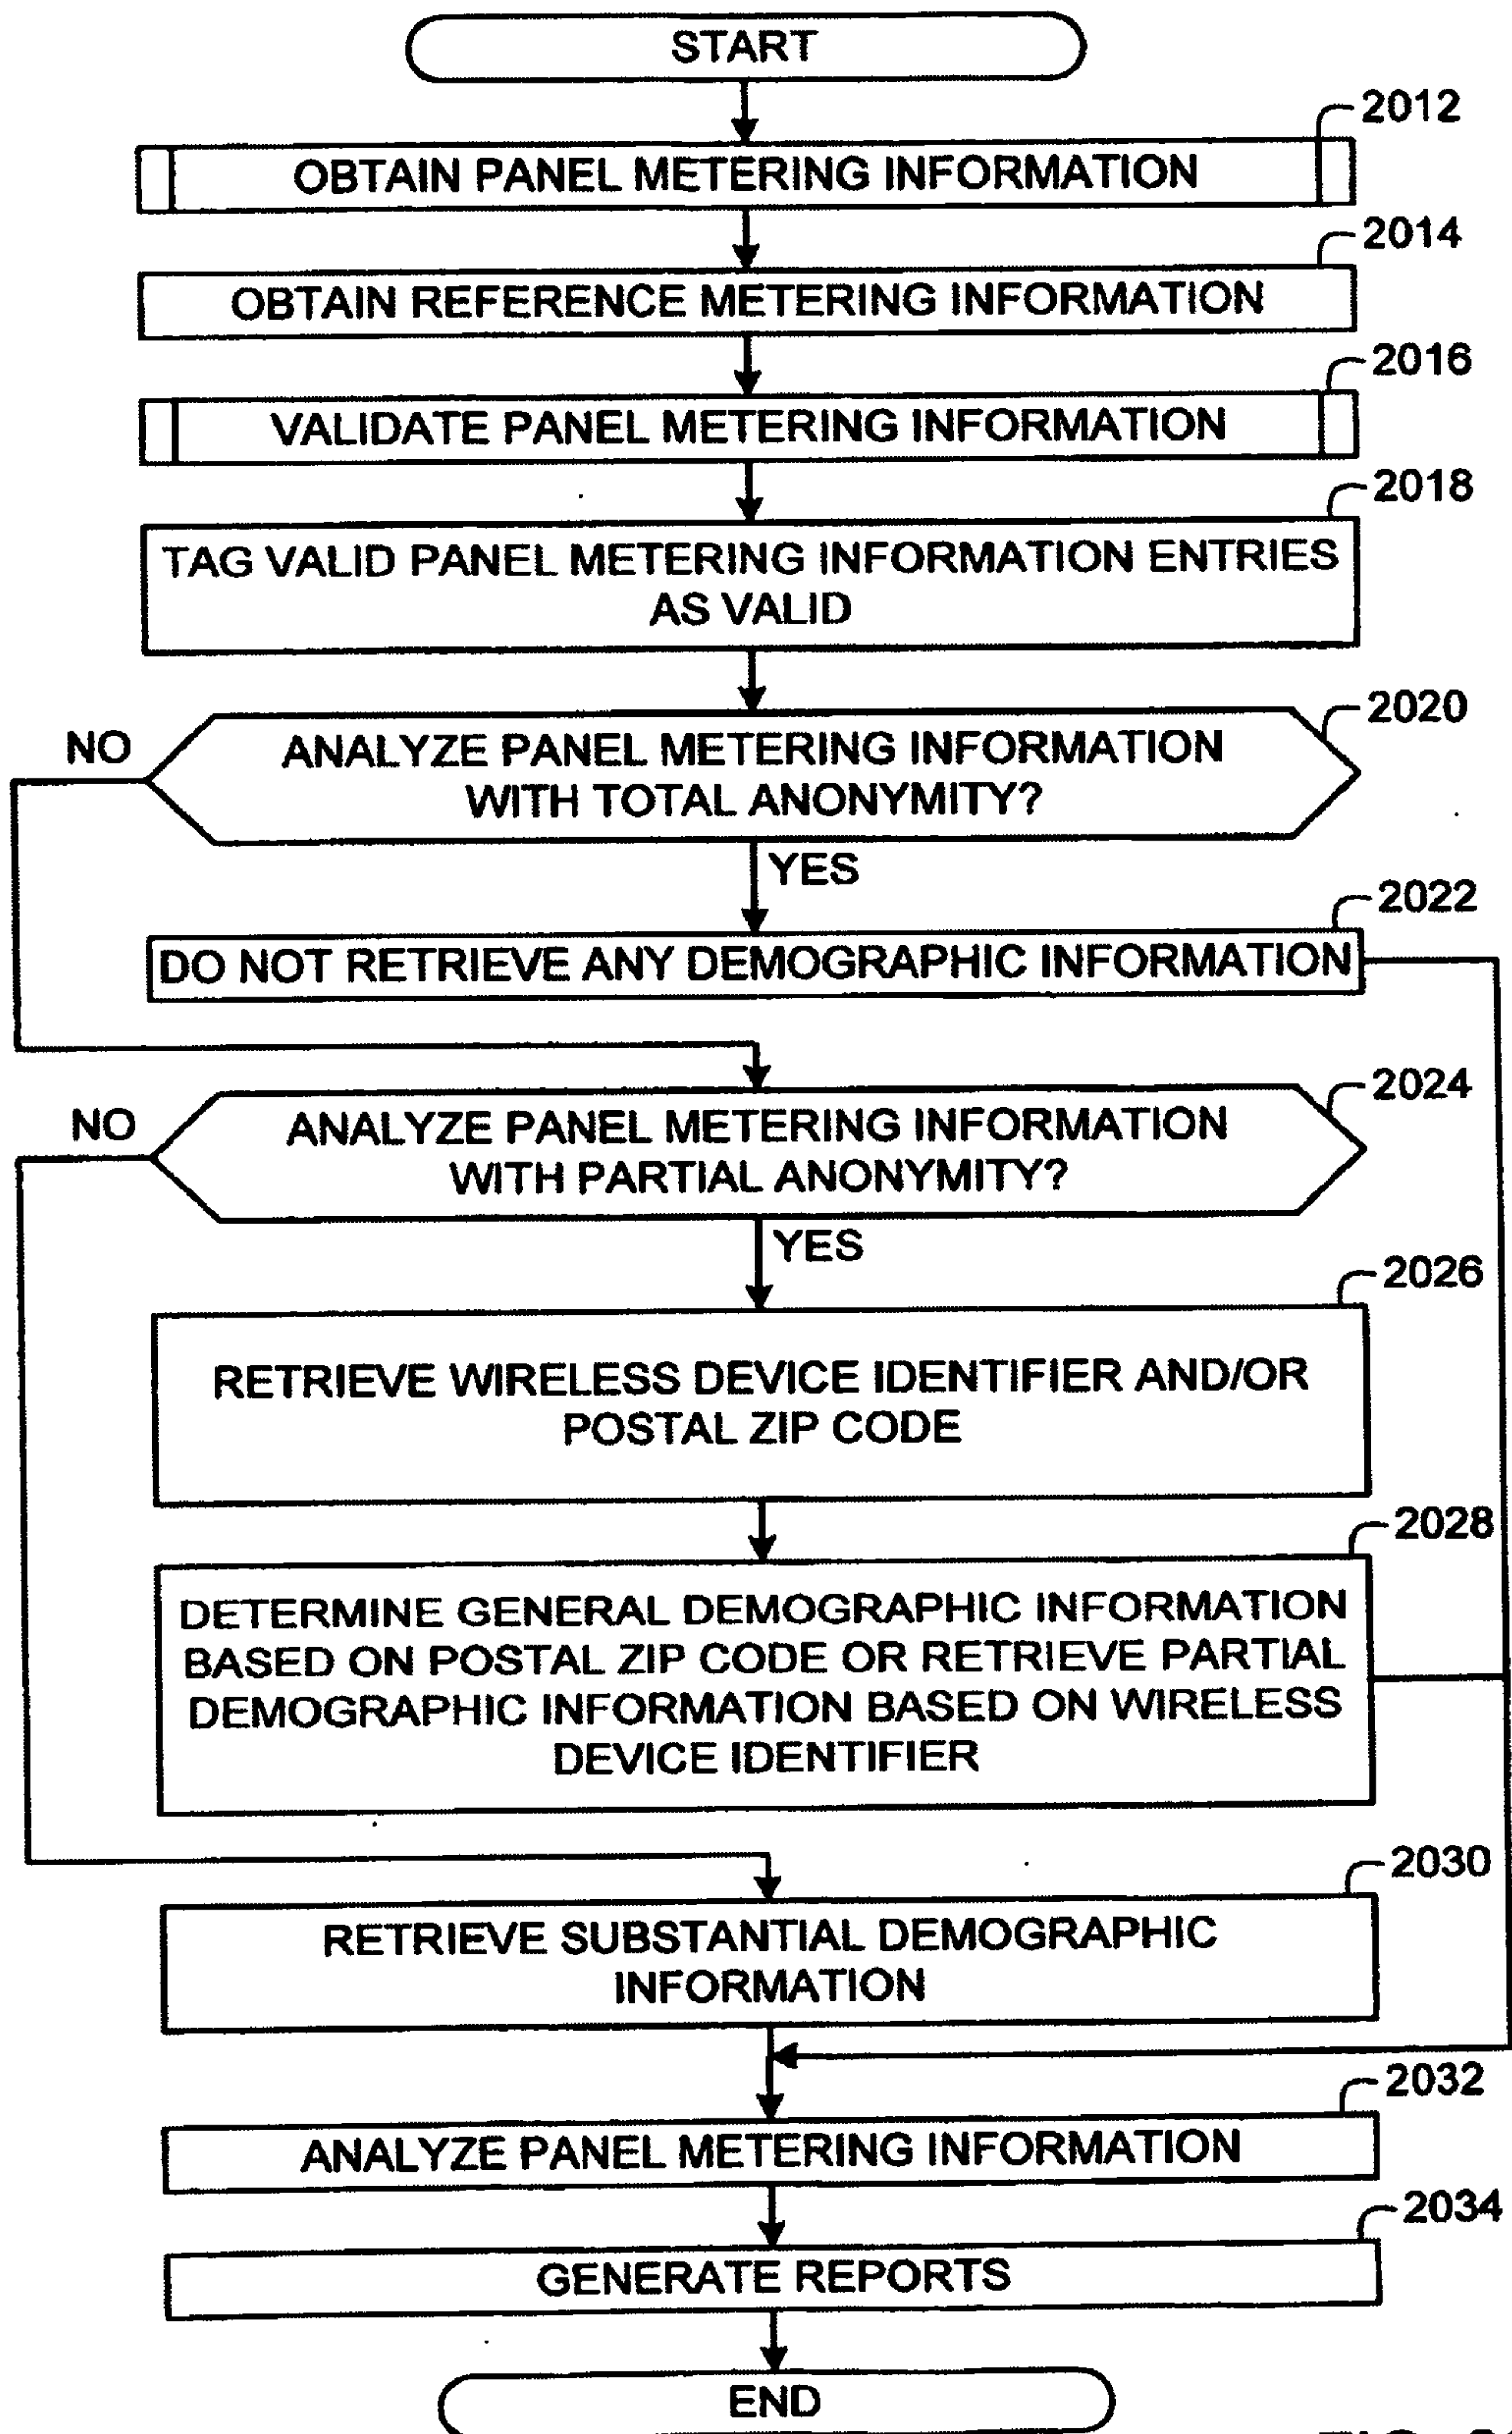 START
2012
OBTAIN PANEL METERING INFORMATION
2014
OBTAIN REFERENCE METERING INFORMATION
2016
VALIDATE PANEL METERING INFORMATION
2018
TAG VALID PANEL METERING INFORMATION ENTRIES
AS VALID
2020
NO
ANALYZE PANEL METERING INFORMATION
WITH TOTAL ANONYMITY?
YES
2022
DO NOT RETRIEVE ANY DEMOGRAPHIC INFORMATION
2024
NO
ANALYZE PANEL METERING INFORMATION
WITH PARTIAL ANONYMITY?
YES
2026
RETRIEVE WIRELESS DEVICE IDENTIFIER AND/OR
POSTAL ZIP CODE
2028
DETERMINE GENERAL DEMOGRAPHIC INFORMATION
BASED ON POSTAL ZIP CODE OR RETRIEVE PARTIAL
DEMOGRAPHIC INFORMATION BASED ON WIRELESS
DEVICE IDENTIFIER
2030
RETRIEVE SUBSTANTIAL DEMOGRAPHIC
INFORMATION
2032
ANALYZE PANEL METERING INFORMATION
2034
GENERATE REPORTS
END